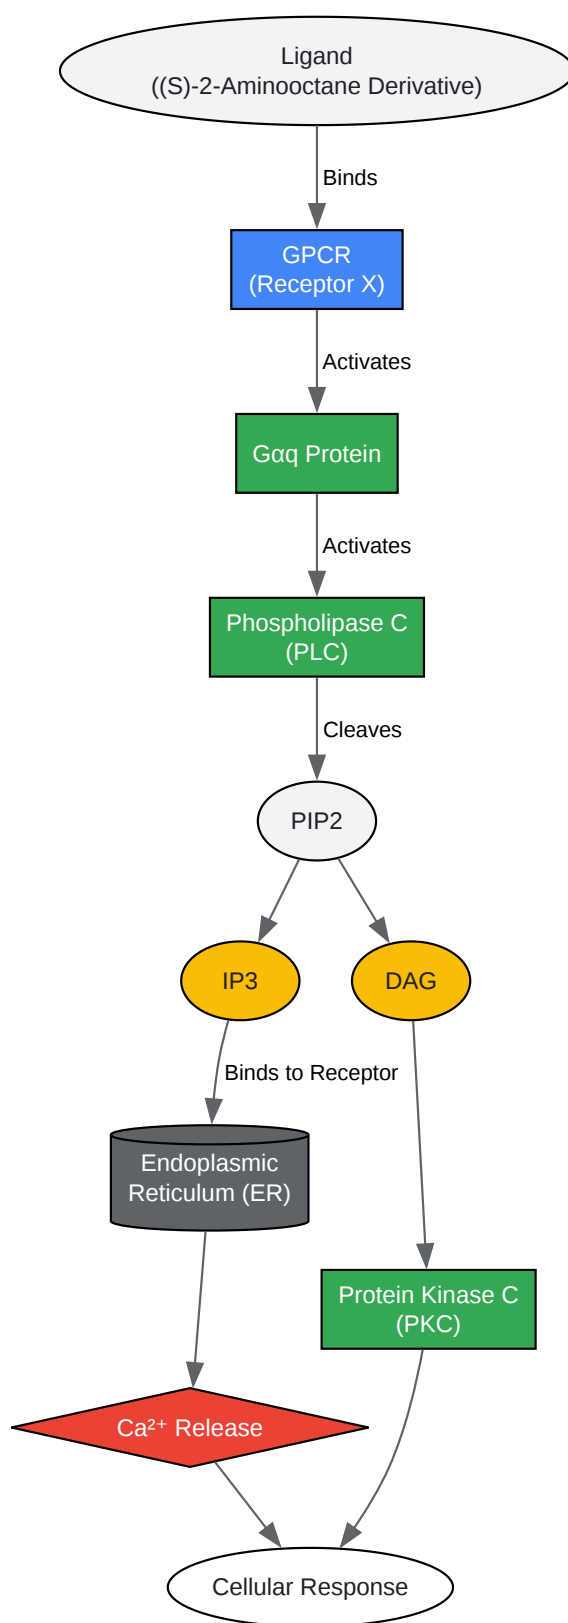 Ligand
((S)-2-Aminooctane Derivative)
Binds
GPCR
(Receptor X)
Activates
Gαq Protein
Activates
Phospholipase C
(PLC)
Cleaves
PIP2
IP3
DAG
Binds to Receptor
Endoplasmic
Reticulum (ER)
Protein Kinase C
(PKC)
Ca²⁺ Release
Cellular Response